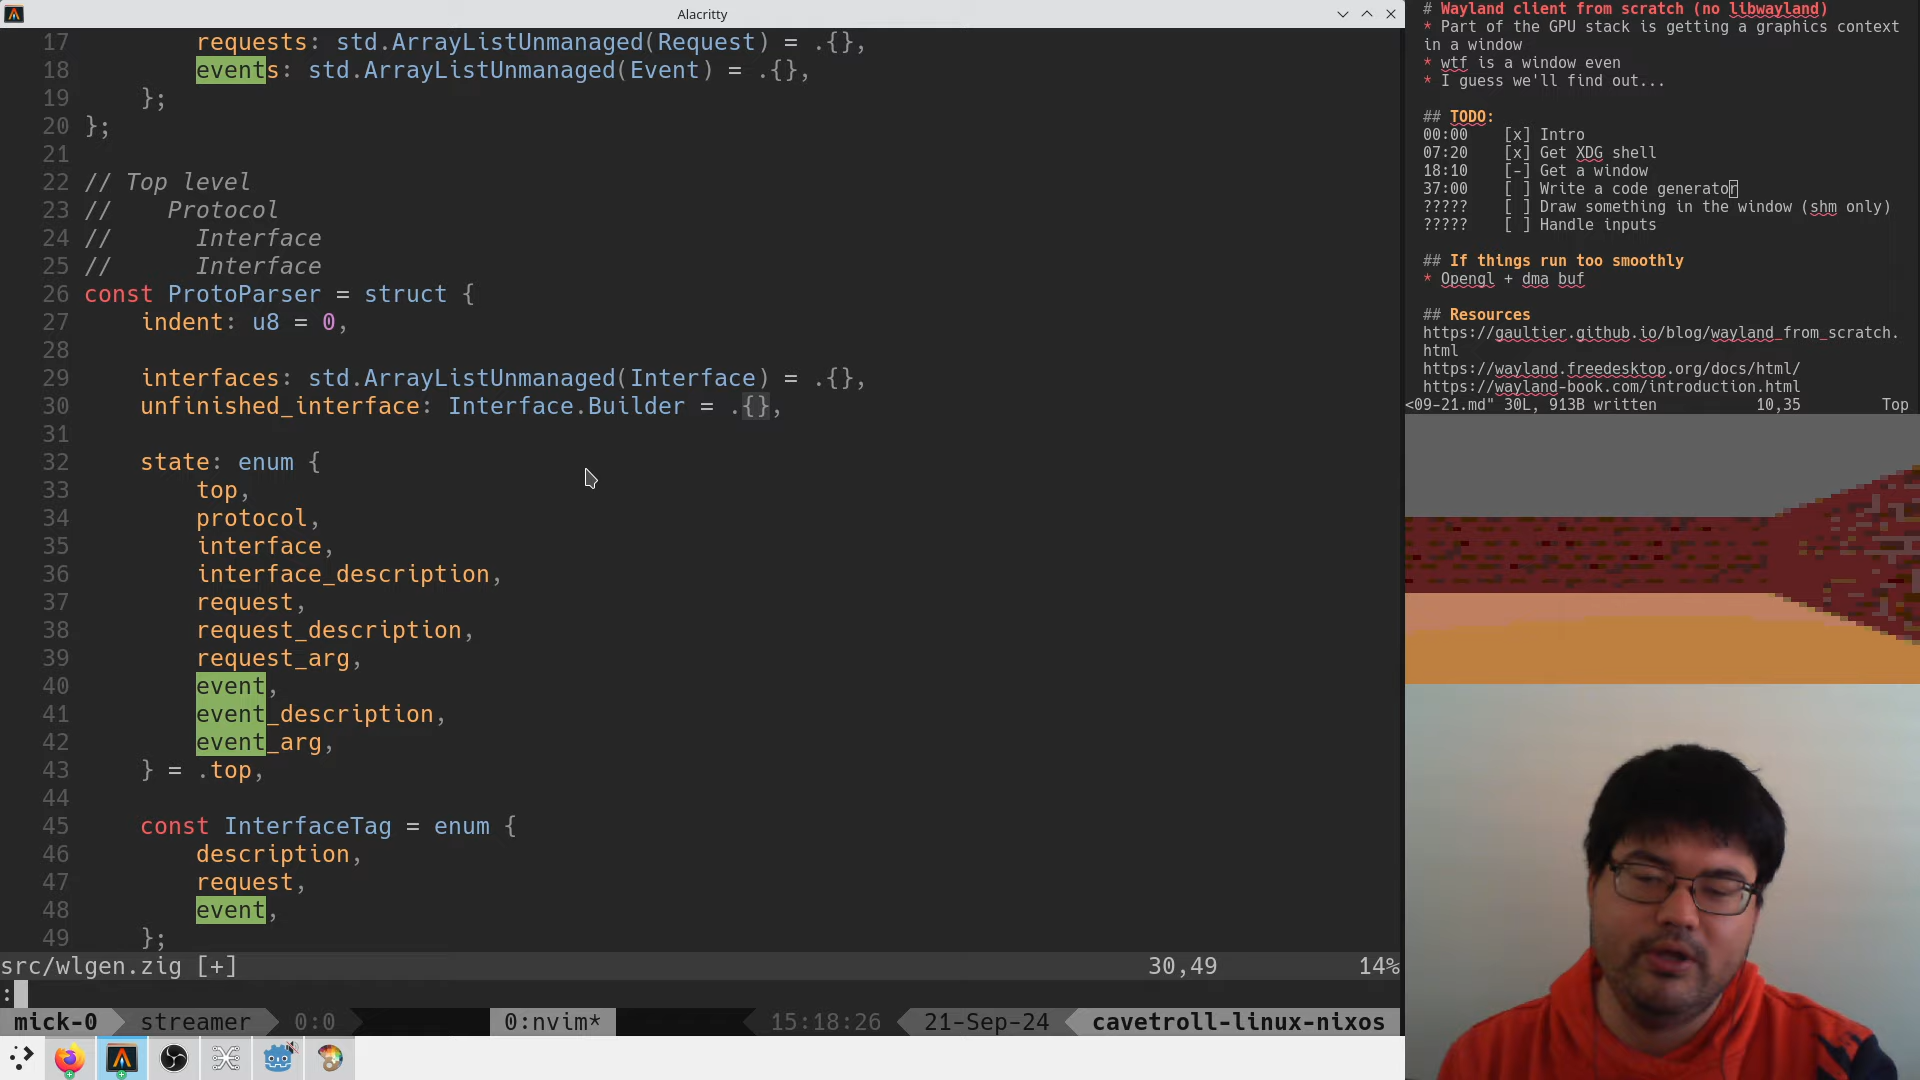 Alacritty
17 requests: std.ArrayListUnmanaged(Request) = .{},
18 events: std.ArrayListUnmanaged(Event) = .{},
19 };
20 };
21
22 // Top level
23 // Protocol
24 // Interface
25 // Interface
26 const ProtoParser = struct {
27 indent: u8 = 0,
28
29 interfaces: std.ArrayListUnmanaged(Interface) = .{},
30 unfinished_interface: Interface.Builder = .{},
31
32 state: enum {
33 top,
34 protocol,
35 interface,
36 interface_description,
37 request,
38 request_description,
39 request_arg,
40 event,
41 event_description,
42 event_arg,
43 } = .top,
44
45 const InterfaceTag = enum {
46 description,
47 request,
48 event,
49 };
src/wlgen.zig [+] 30,49 14%
:
mick-0 streamer 0:0 0:nvim* 15:18:26 21-Sep-24 cavetroll-linux-nixos
# Wayland client from scratch (no libwayland)
* Part of the GPU stack is getting a graphics context
in a window
* wtf is a window even
* I guess we'll find out...
## TODO:
00:00 [x] Intro
07:20 [x] Get XDG shell
18:10 [-] Get a window
37:00 [ ] Write a code generator
????? [ ] Draw something in the window (shm only)
????? [ ] Handle inputs
## If things run too smoothly
* Opengl + dma buf
## Resources
https://gaultier.github.io/blog/wayland_from_scratch.
html
https://wayland.freedesktop.org/docs/html/
https://wayland-book.com/introduction.html
<09-21.md" 30L, 913B written 10,35 Top